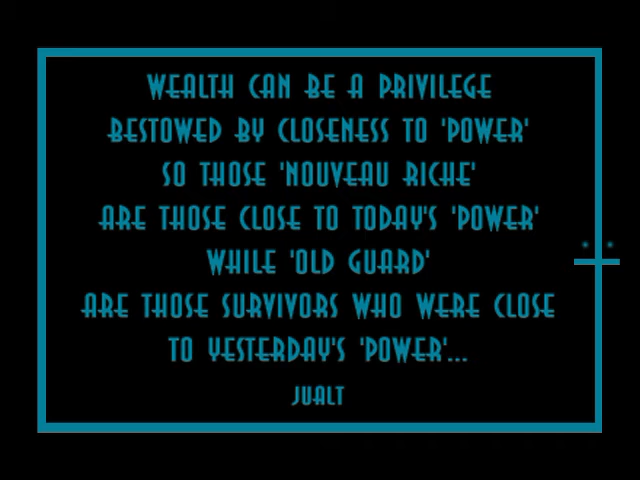 WEALTH CAN BE A PRIVILEGE
BESTOWED BY CLOSENESS TO 'POWER'
SO THOSE 'NOUVEAU RICHE'
ARE THOSE CLOSE TO TODAY'S 'POWER'
WHILE 'OLD GUARD'
ARE THOSE SURVIVORS WHO WERE CLOSE
TO YESTERDAY'S 'POWER'...
JUALT